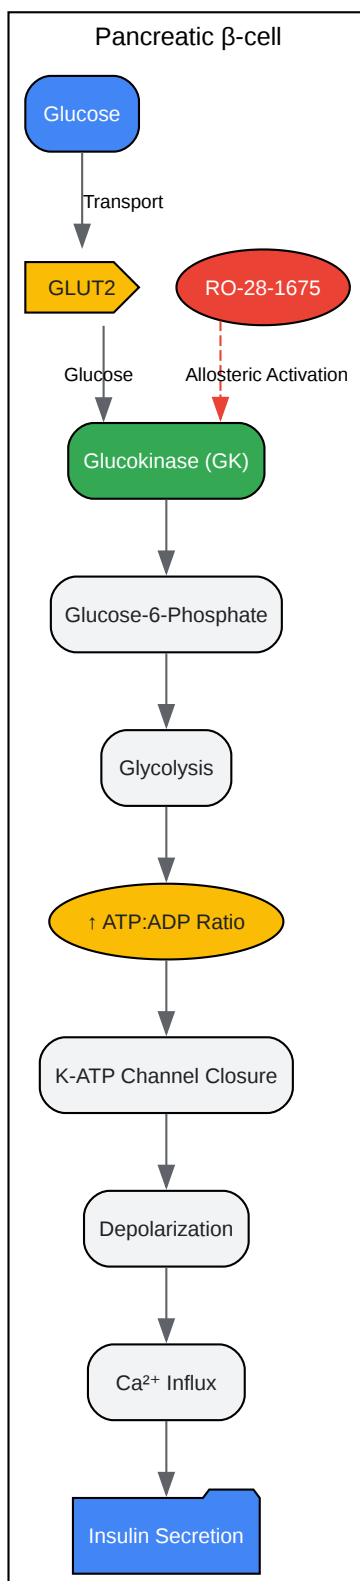 Pancreatic β-cell
Glucose
Transport
GLUT2
RO-28-1675
Glucose
Allosteric Activation
Glucokinase (GK)
Glucose-6-Phosphate
Glycolysis
↑ ATP:ADP Ratio
K-ATP Channel Closure
Depolarization
Ca²⁺ Influx
Insulin Secretion